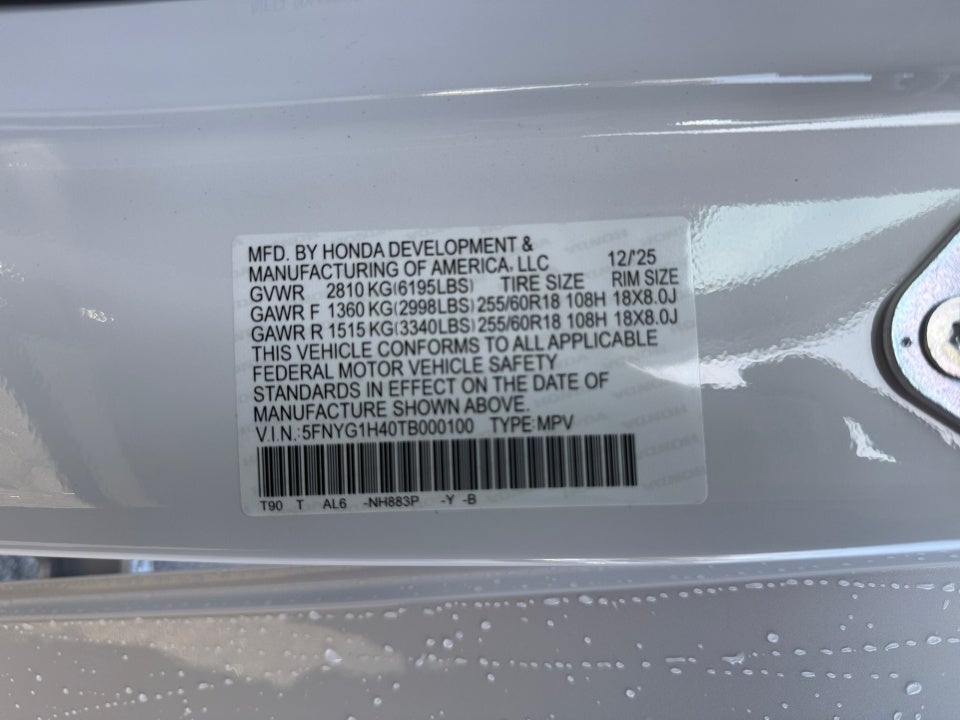 MFD. BY HONDA DEVELOPMENT &
MANUFACTURING OF AMERICA, LLC 12/'25
GVWR 2810 KG(6195LBS) TIRE SIZE RIM SIZE
GAWR F 1360 KG(2998LBS) 255/60R18 108H 18X8.0J
GAWR R 1515 KG(3340LBS) 255/60R18 108H 18X8.0J
THIS VEHICLE CONFORMS TO ALL APPLICABLE
FEDERAL MOTOR VEHICLE SAFETY
STANDARDS IN EFFECT ON THE DATE OF
MANUFACTURE SHOWN ABOVE.
V.I.N.:5FNYG1H40TB000100 TYPE:MPV
T90 T AL6 -NH883P -Y -B